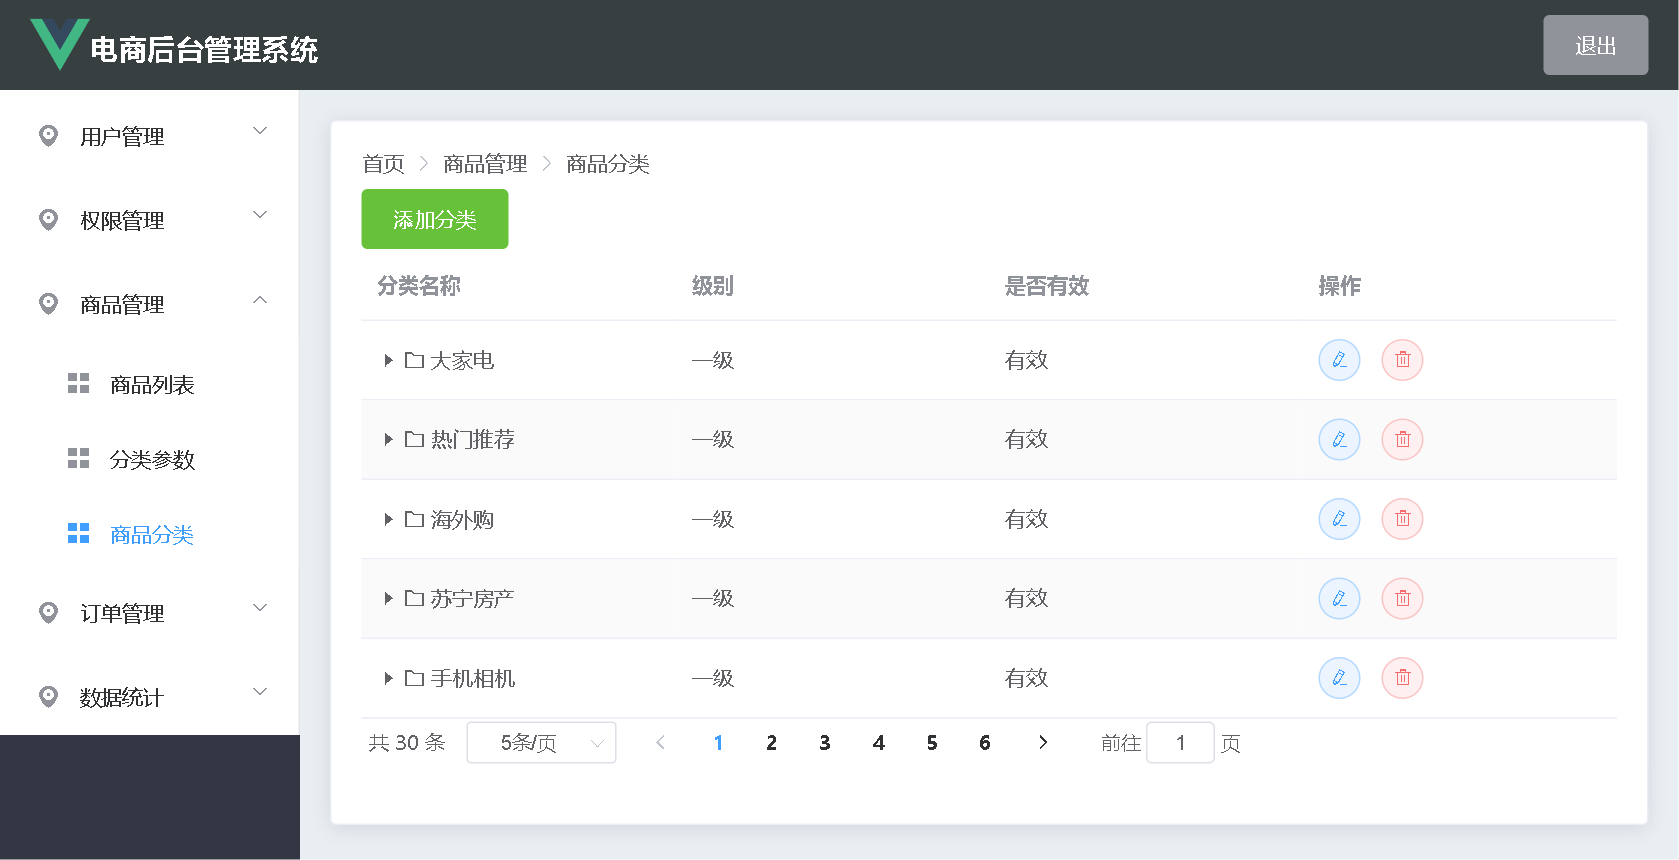 电商后台管理系统
退出
用户管理
权限管理
商品管理
商品列表
分类参数
商品分类
订单管理
数据统计
首页 > 商品管理 > 商品分类
添加分类
分类名称 级别 是否有效 操作
大家电 一级 有效
热门推荐 一级 有效
海外购 一级 有效
苏宁房产 一级 有效
手机相机 一级 有效
共 30 条 5条/页 < 1 2 3 4 5 6 > 前往 1 页